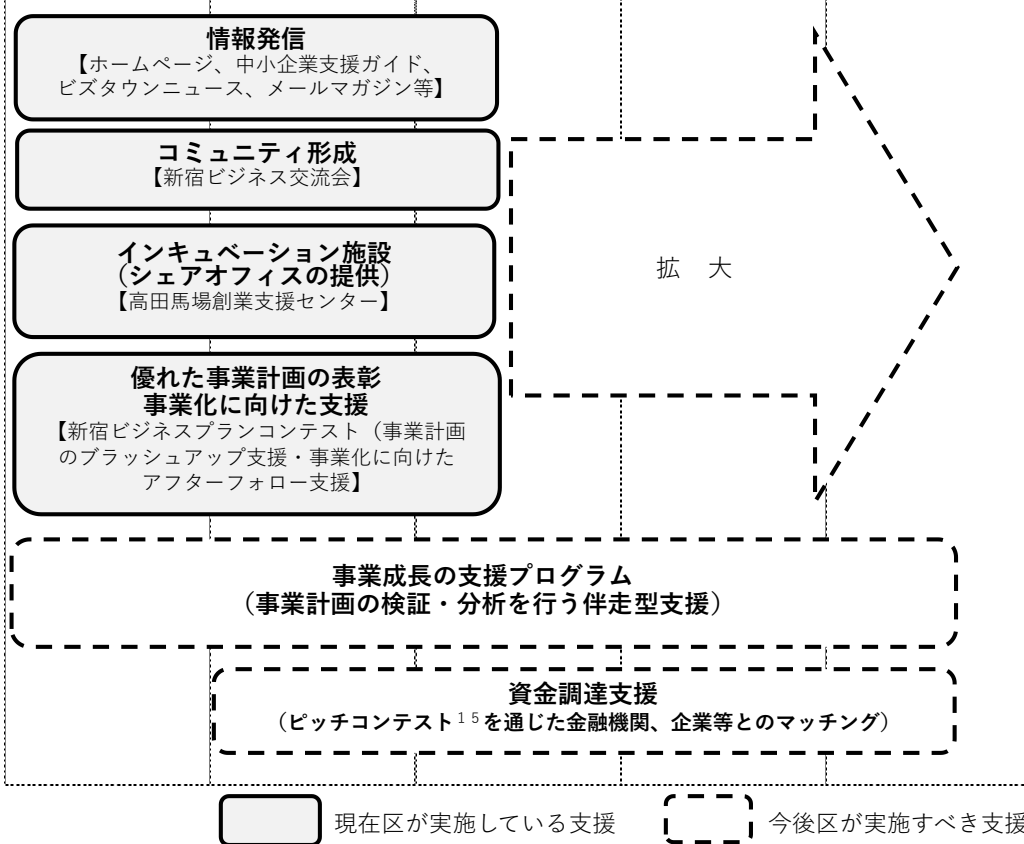 情報発信
【ホームページ、中小企業支援ガイド、
ビズタウンニュース、メールマガジン等】
コミュニティ形成
【新宿ビジネス交流会】
インキュベーション施設
（シェアオフィスの提供）
【高田馬場創業支援センター】
拡　大
優れた事業計画の表彰
事業化に向けた支援
【新宿ビジネスプランコンテスト（事業計画
のブラッシュアップ支援・事業化に向けた
アフターフォロー支援】
事業成長の支援プログラム
（事業計画の検証・分析を行う伴走型支援）
資金調達支援
（ピッチコンテスト¹⁵を通じた金融機関、企業等とのマッチング）
現在区が実施している支援
今後区が実施すべき支援